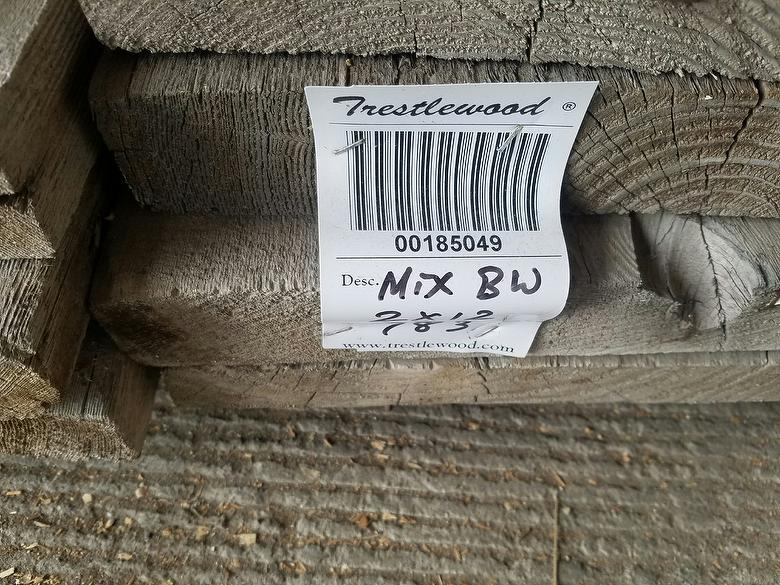 Trestlewood ®
00185049
Desc. Mix BW
www.trestlewood.com